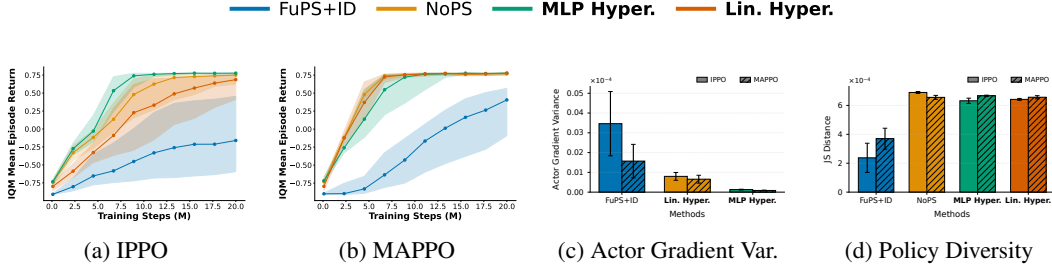 FuPS+ID NoPS MLP Hyper. Lin. Hyper.
IQM Mean Episode Return
0.75
0.50
0.25
0.00
−0.25
−0.50
−0.75
0.0 2.5 5.0 7.5 10.0 12.5 15.0 17.5 20.0
Training Steps (M)
(a) IPPO
IQM Mean Episode Return
0.75
0.50
0.25
0.00
−0.25
−0.50
−0.75
0.0 2.5 5.0 7.5 10.0 12.5 15.0 17.5 20.0
Training Steps (M)
(b) MAPPO
×10⁻⁴
IPPO MAPPO
Actor Gradient Variance
0.05
0.04
0.03
0.02
0.01
0.00
FuPS+ID Lin. Hyper. MLP Hyper.
Methods
(c) Actor Gradient Var.
×10⁻⁴
IPPO MAPPO
JS Distance
6
4
2
0
FuPS+ID NoPS MLP Hyper. Lin. Hyper.
Methods
(d) Policy Diversity